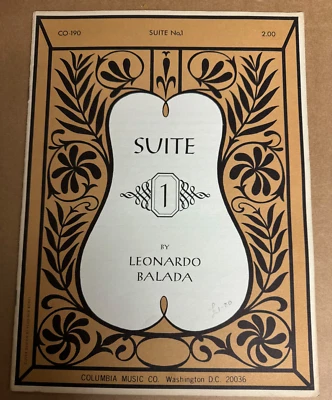 CO 190 SUITE No.1 2.00
SUITE
1
BY
LEONARDO
BALADA
COLUMBIA MUSIC CO. Washington D.C. 20036